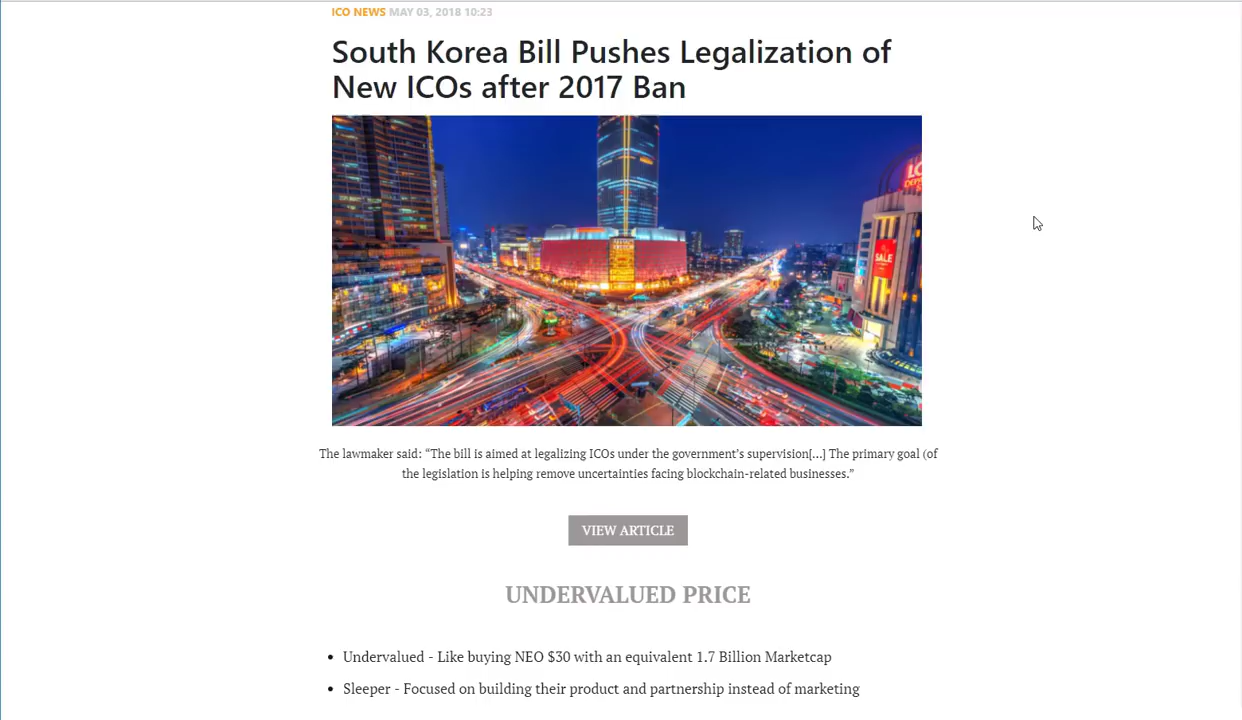 ICO NEWS MAY 03, 2018 10:23
South Korea Bill Pushes Legalization of
New ICOs after 2017 Ban
SALE
The lawmaker said: “The bill is aimed at legalizing ICOs under the government’s supervision[...] The primary goal (of
the legislation is helping remove uncertainties facing blockchain-related businesses.”
VIEW ARTICLE
UNDERVALUED PRICE
• Undervalued - Like buying NEO $30 with an equivalent 1.7 Billion Marketcap
• Sleeper - Focused on building their product and partnership instead of marketing